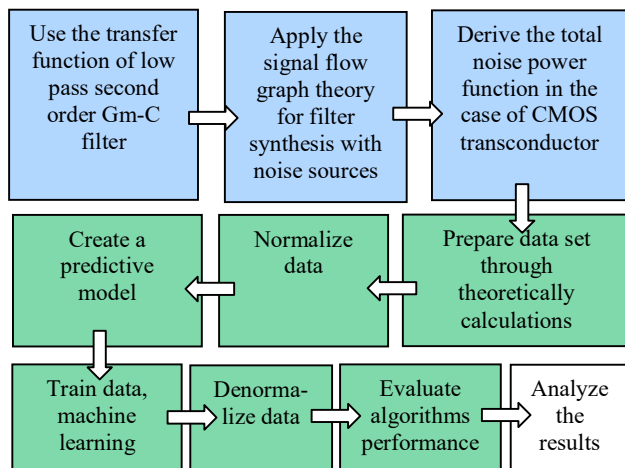 Use the transfer
function of low
pass second
order Gm-C
filter
Apply the
signal flow
graph theory
for filter
synthesis with
noise sources
Derive the total
noise power
function in the
case of CMOS
transconductor
Prepare data set
through
theoretically
calculations
Normalize
data
Create a
predictive
model
Train data,
machine
learning
Denorma-
lize data
Evaluate
algorithms
performance
Analyze
the
results